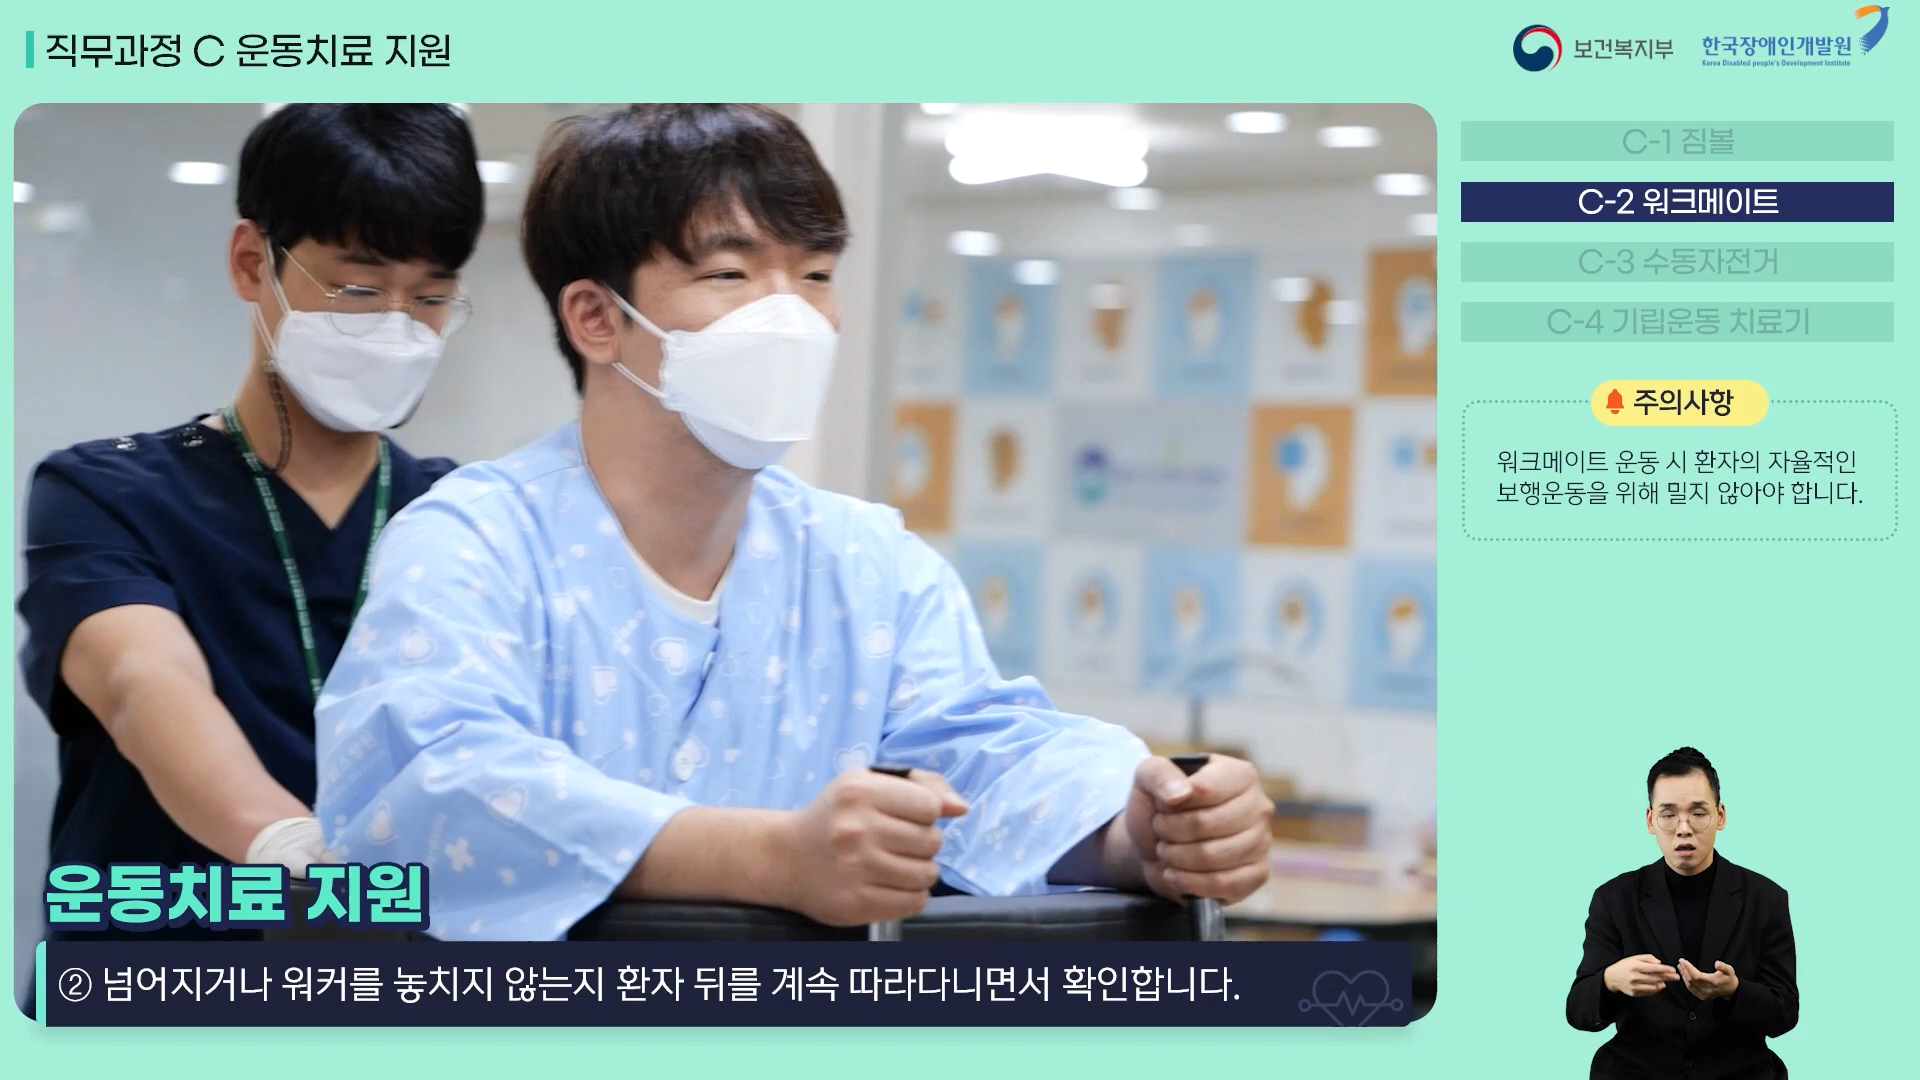 직무과정 C 운동치료 지원
보건복지부
한국장애인개발원
Korea Disabled people's Development Institute
C-1 짐볼
C-2 워크메이트
C-3 수동자전거
C-4 기립운동 치료기
주의사항
워크메이트 운동 시 환자의 자율적인
보행운동을 위해 밀지 않아야 합니다.
운동치료 지원
② 넘어지거나 워커를 놓치지 않는지 환자 뒤를 계속 따라다니면서 확인합니다.